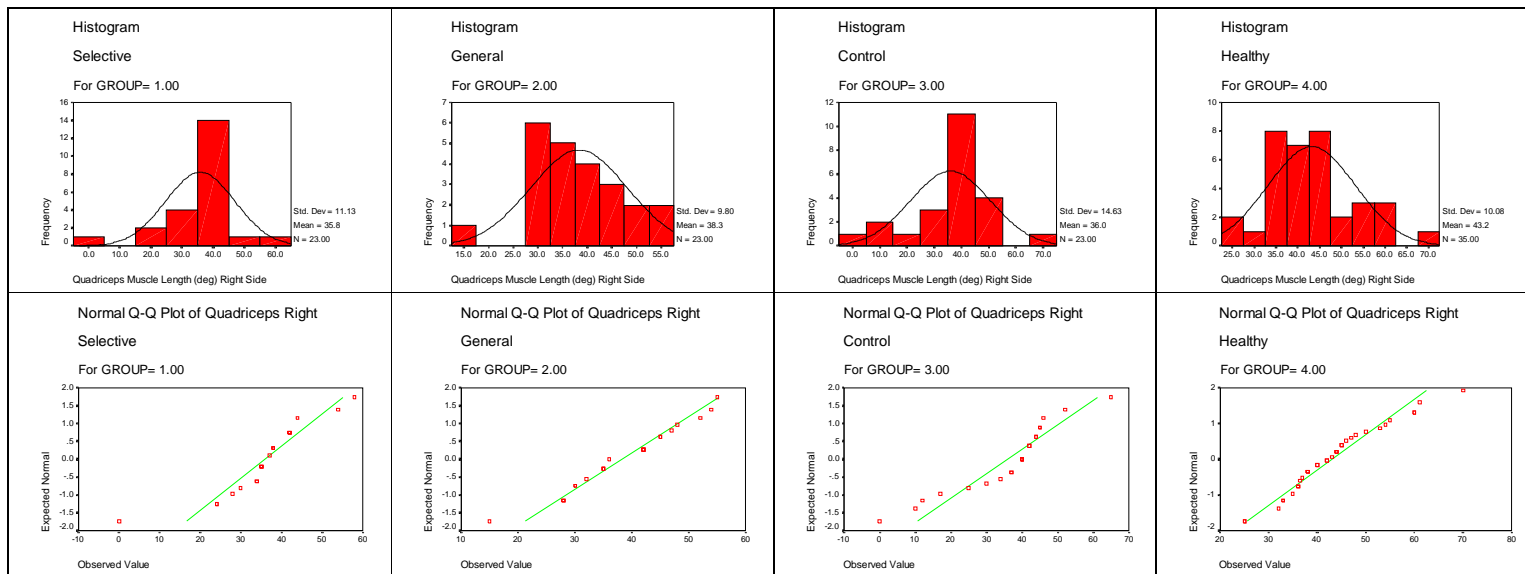 Histogram
Selective
For GROUP= 1.00
16
14
12
10
8
6
4
2
0
Frequency
Std. Dev = 11.13
Mean = 35.8
N = 23.00
0.0 10.0 20.0 30.0 40.0 50.0 60.0
Quadriceps Muscle Length (deg) Right Side
Histogram
General
For GROUP= 2.00
7
6
5
4
3
2
1
0
Frequency
Std. Dev = 9.80
Mean = 38.3
N = 23.00
15.0 20.0 25.0 30.0 35.0 40.0 45.0 50.0 55.0
Quadriceps Muscle Length (deg) Right Side
Histogram
Control
For GROUP= 3.00
12
10
8
6
4
2
0
Frequency
Std. Dev = 14.63
Mean = 36.0
N = 23.00
0.0 10.0 20.0 30.0 40.0 50.0 60.0 70.0
Quadriceps Muscle Length (deg) Right Side
Histogram
Healthy
For GROUP= 4.00
10
8
6
4
2
0
Frequency
Std. Dev = 10.08
Mean = 43.2
N = 35.00
25.0 30.0 35.0 40.0 45.0 50.0 55.0 60.0 65.0 70.0
Quadriceps Muscle Length (deg) Right Side
Normal Q-Q Plot of Quadriceps Right
Selective
For GROUP= 1.00
2.0
1.5
1.0
.5
0.0
-.5
-1.0
-1.5
-2.0
Expected Normal
-10 0 10 20 30 40 50 60
Observed Value
Normal Q-Q Plot of Quadriceps Right
General
For GROUP= 2.00
2.0
1.5
1.0
.5
0.0
-.5
-1.0
-1.5
-2.0
Expected Normal
10 20 30 40 50 60
Observed Value
Normal Q-Q Plot of Quadriceps Right
Control
For GROUP= 3.00
2.0
1.5
1.0
.5
0.0
-.5
-1.0
-1.5
-2.0
Expected Normal
-10 0 10 20 30 40 50 60 70
Observed Value
Normal Q-Q Plot of Quadriceps Right
Healthy
For GROUP= 4.00
2
1
0
-1
-2
Expected Normal
20 30 40 50 60 70 80
Observed Value